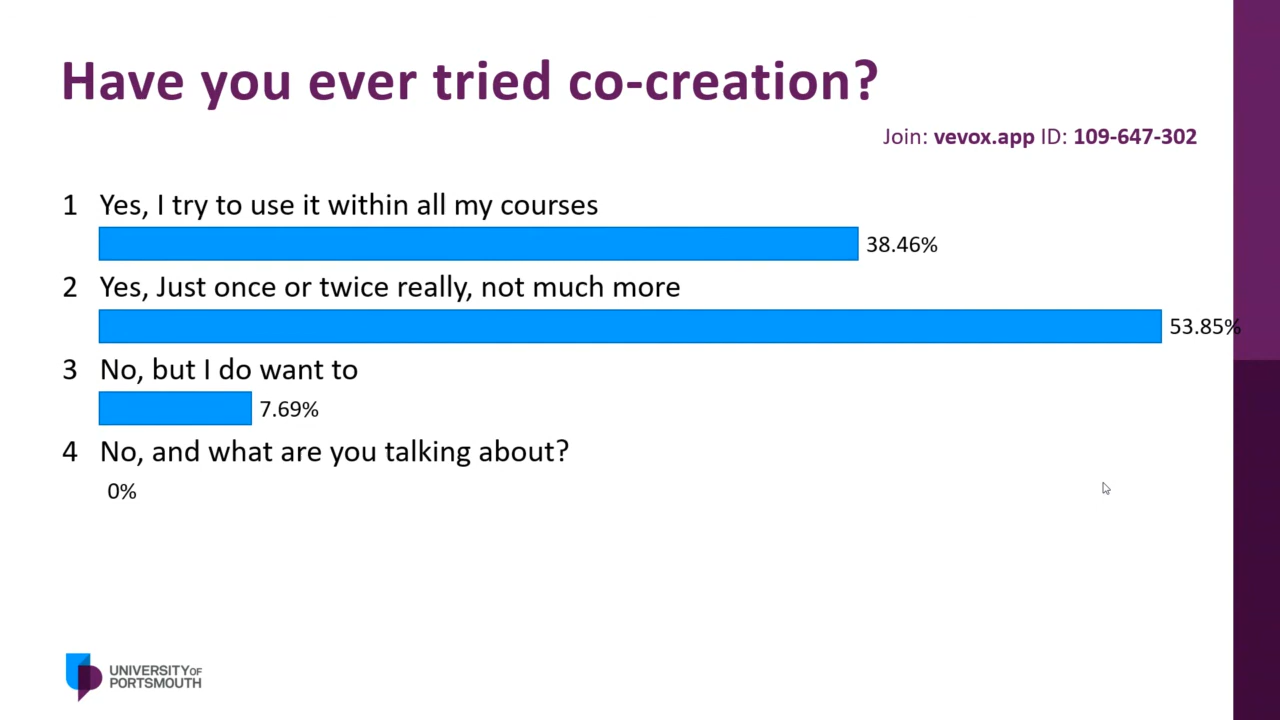 Have you ever tried co-creation?
Join: vevox.app ID: 109-647-302
1 Yes, I try to use it within all my courses
38.46%
2 Yes, Just once or twice really, not much more
53.85%
3 No, but I do want to
7.69%
4 No, and what are you talking about?
0%
UNIVERSITY OF
PORTSMOUTH